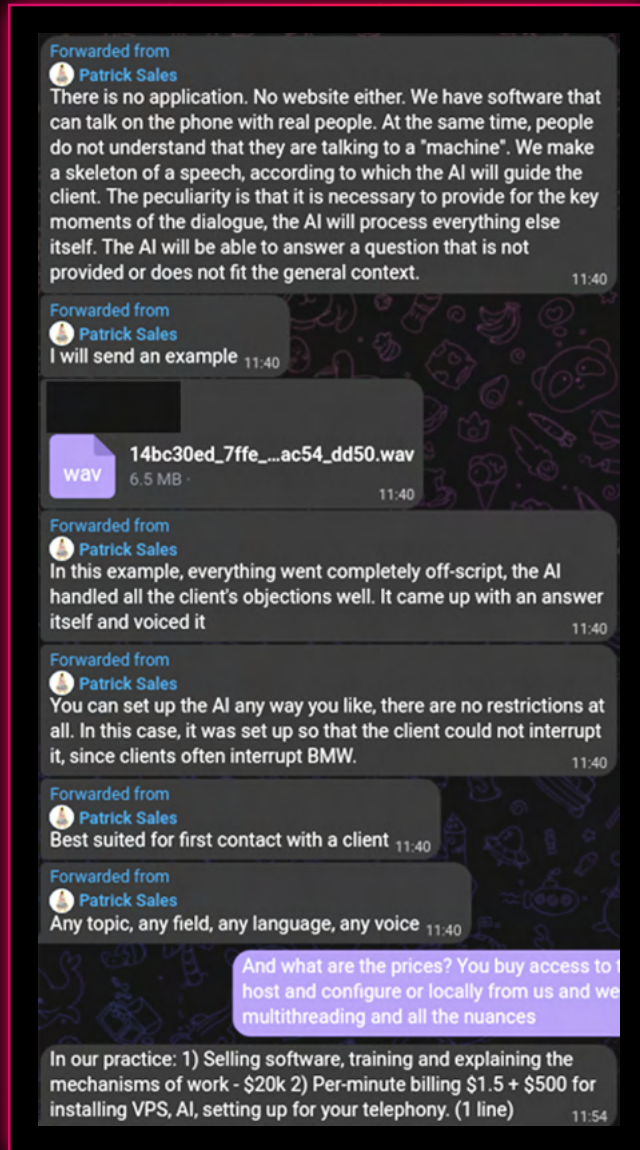 Forwarded from
Patrick Sales
There is no application. No website either. We have software that
can talk on the phone with real people. At the same time, people
do not understand that they are talking to a "machine". We make
a skeleton of a speech, according to which the AI will guide the
client. The peculiarity is that it is necessary to provide for the key
moments of the dialogue, the AI will process everything else
itself. The AI will be able to answer a question that is not
provided or does not fit the general context.
11:40
Forwarded from
Patrick Sales
I will send an example 11:40
14bc30ed_7ffe_...ac54_dd50.wav
wav
6.5 MB ·
11:40
Forwarded from
Patrick Sales
In this example, everything went completely off-script, the AI
handled all the client's objections well. It came up with an answer
itself and voiced it
11:40
Forwarded from
Patrick Sales
You can set up the AI any way you like, there are no restrictions at
all. In this case, it was set up so that the client could not interrupt
it, since clients often interrupt BMW.
11:40
Forwarded from
Patrick Sales
Best suited for first contact with a client 11:40
Forwarded from
Patrick Sales
Any topic, any field, any language, any voice 11:40
And what are the prices? You buy access to
host and configure or locally from us and we
multithreading and all the nuances
In our practice: 1) Selling software, training and explaining the
mechanisms of work - $20k 2) Per-minute billing $1.5 + $500 for
installing VPS, AI, setting up for your telephony. (1 line)
11:54